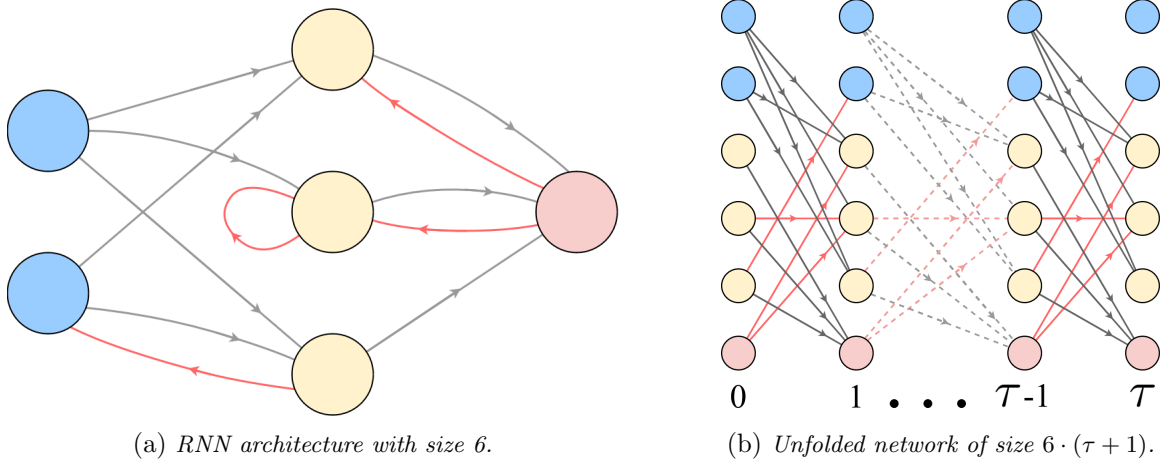 0 1 . . . τ-1 τ
(a) RNN architecture with size 6.
(b) Unfolded network of size 6 · (τ + 1).